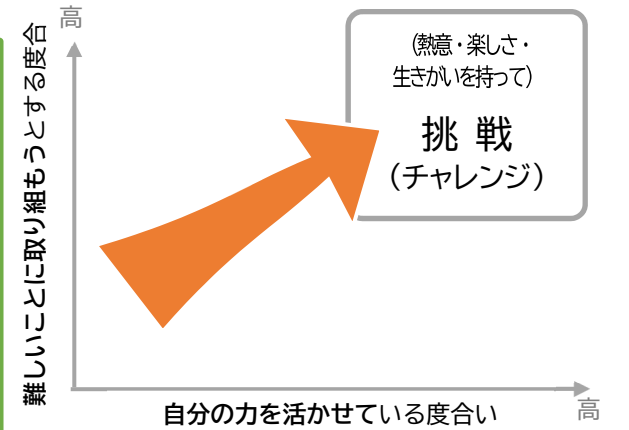 高
難しいことに取り組もうとする度合
(熱意・楽しさ・
生きがいを持って)
挑 戦
(チャレンジ)
自分の力を活かせている度合い
高